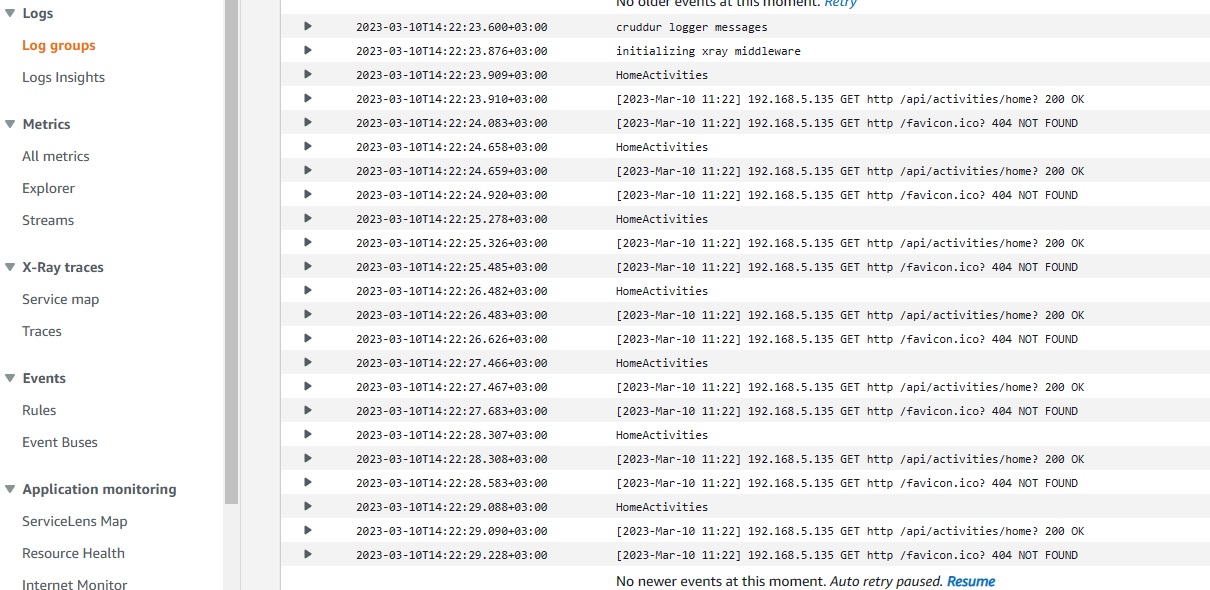 Logs
Log groups
Logs Insights
Metrics
All metrics
Explorer
Streams
X-Ray traces
Service map
Traces
Events
Rules
Event Buses
Application monitoring
ServiceLens Map
Resource Health
Internet Monitor
No older events at this moment. Retry
2023-03-10T14:22:23.600+03:00 cruddur logger messages
2023-03-10T14:22:23.876+03:00 initializing xray middleware
2023-03-10T14:22:23.909+03:00 HomeActivities
2023-03-10T14:22:23.910+03:00 [2023-Mar-10 11:22] 192.168.5.135 GET http /api/activities/home? 200 OK
2023-03-10T14:22:24.083+03:00 [2023-Mar-10 11:22] 192.168.5.135 GET http /favicon.ico? 404 NOT FOUND
2023-03-10T14:22:24.658+03:00 HomeActivities
2023-03-10T14:22:24.659+03:00 [2023-Mar-10 11:22] 192.168.5.135 GET http /api/activities/home? 200 OK
2023-03-10T14:22:24.920+03:00 [2023-Mar-10 11:22] 192.168.5.135 GET http /favicon.ico? 404 NOT FOUND
2023-03-10T14:22:25.278+03:00 HomeActivities
2023-03-10T14:22:25.326+03:00 [2023-Mar-10 11:22] 192.168.5.135 GET http /api/activities/home? 200 OK
2023-03-10T14:22:25.485+03:00 [2023-Mar-10 11:22] 192.168.5.135 GET http /favicon.ico? 404 NOT FOUND
2023-03-10T14:22:26.482+03:00 HomeActivities
2023-03-10T14:22:26.483+03:00 [2023-Mar-10 11:22] 192.168.5.135 GET http /api/activities/home? 200 OK
2023-03-10T14:22:26.626+03:00 [2023-Mar-10 11:22] 192.168.5.135 GET http /favicon.ico? 404 NOT FOUND
2023-03-10T14:22:27.466+03:00 HomeActivities
2023-03-10T14:22:27.467+03:00 [2023-Mar-10 11:22] 192.168.5.135 GET http /api/activities/home? 200 OK
2023-03-10T14:22:27.683+03:00 [2023-Mar-10 11:22] 192.168.5.135 GET http /favicon.ico? 404 NOT FOUND
2023-03-10T14:22:28.307+03:00 HomeActivities
2023-03-10T14:22:28.308+03:00 [2023-Mar-10 11:22] 192.168.5.135 GET http /api/activities/home? 200 OK
2023-03-10T14:22:28.583+03:00 [2023-Mar-10 11:22] 192.168.5.135 GET http /favicon.ico? 404 NOT FOUND
2023-03-10T14:22:29.088+03:00 HomeActivities
2023-03-10T14:22:29.090+03:00 [2023-Mar-10 11:22] 192.168.5.135 GET http /api/activities/home? 200 OK
2023-03-10T14:22:29.228+03:00 [2023-Mar-10 11:22] 192.168.5.135 GET http /favicon.ico? 404 NOT FOUND
No newer events at this moment. Auto retry paused. Resume